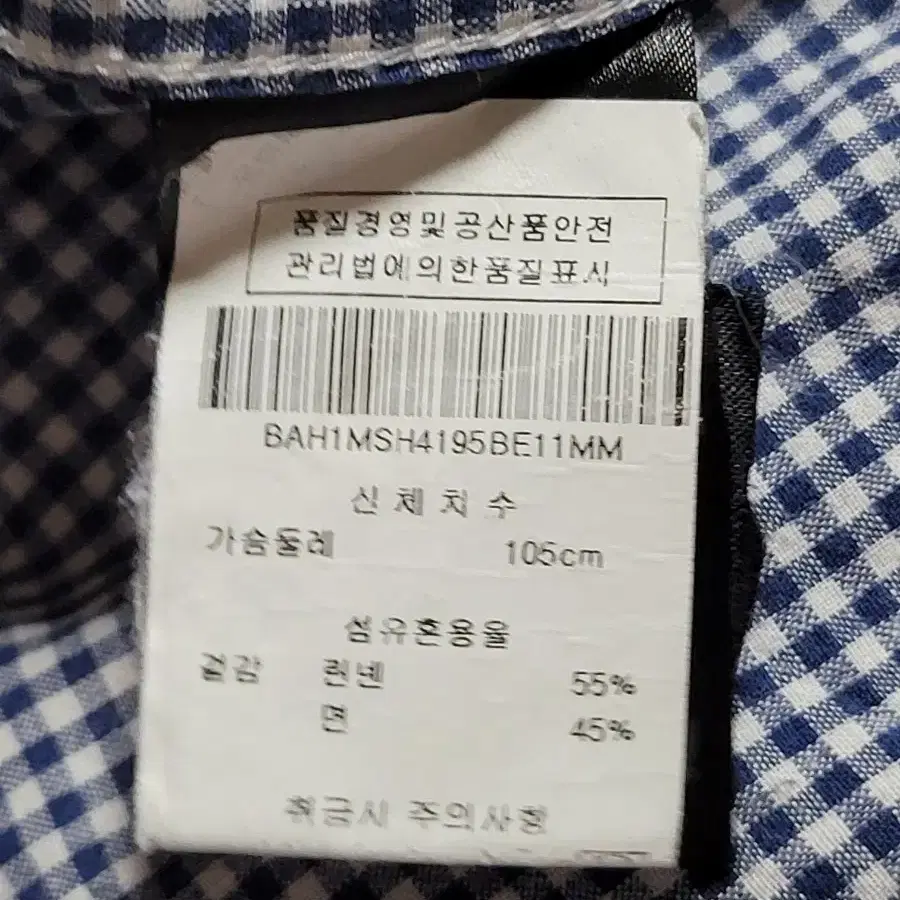 품질경영및공산품안전
관리법에의한품질표시
BAH1MSH4195BE11MM
신체치수
가슴둘레 105cm
섬유혼용율
겉감 린넨 55%
면 45%
취급시 주의사항